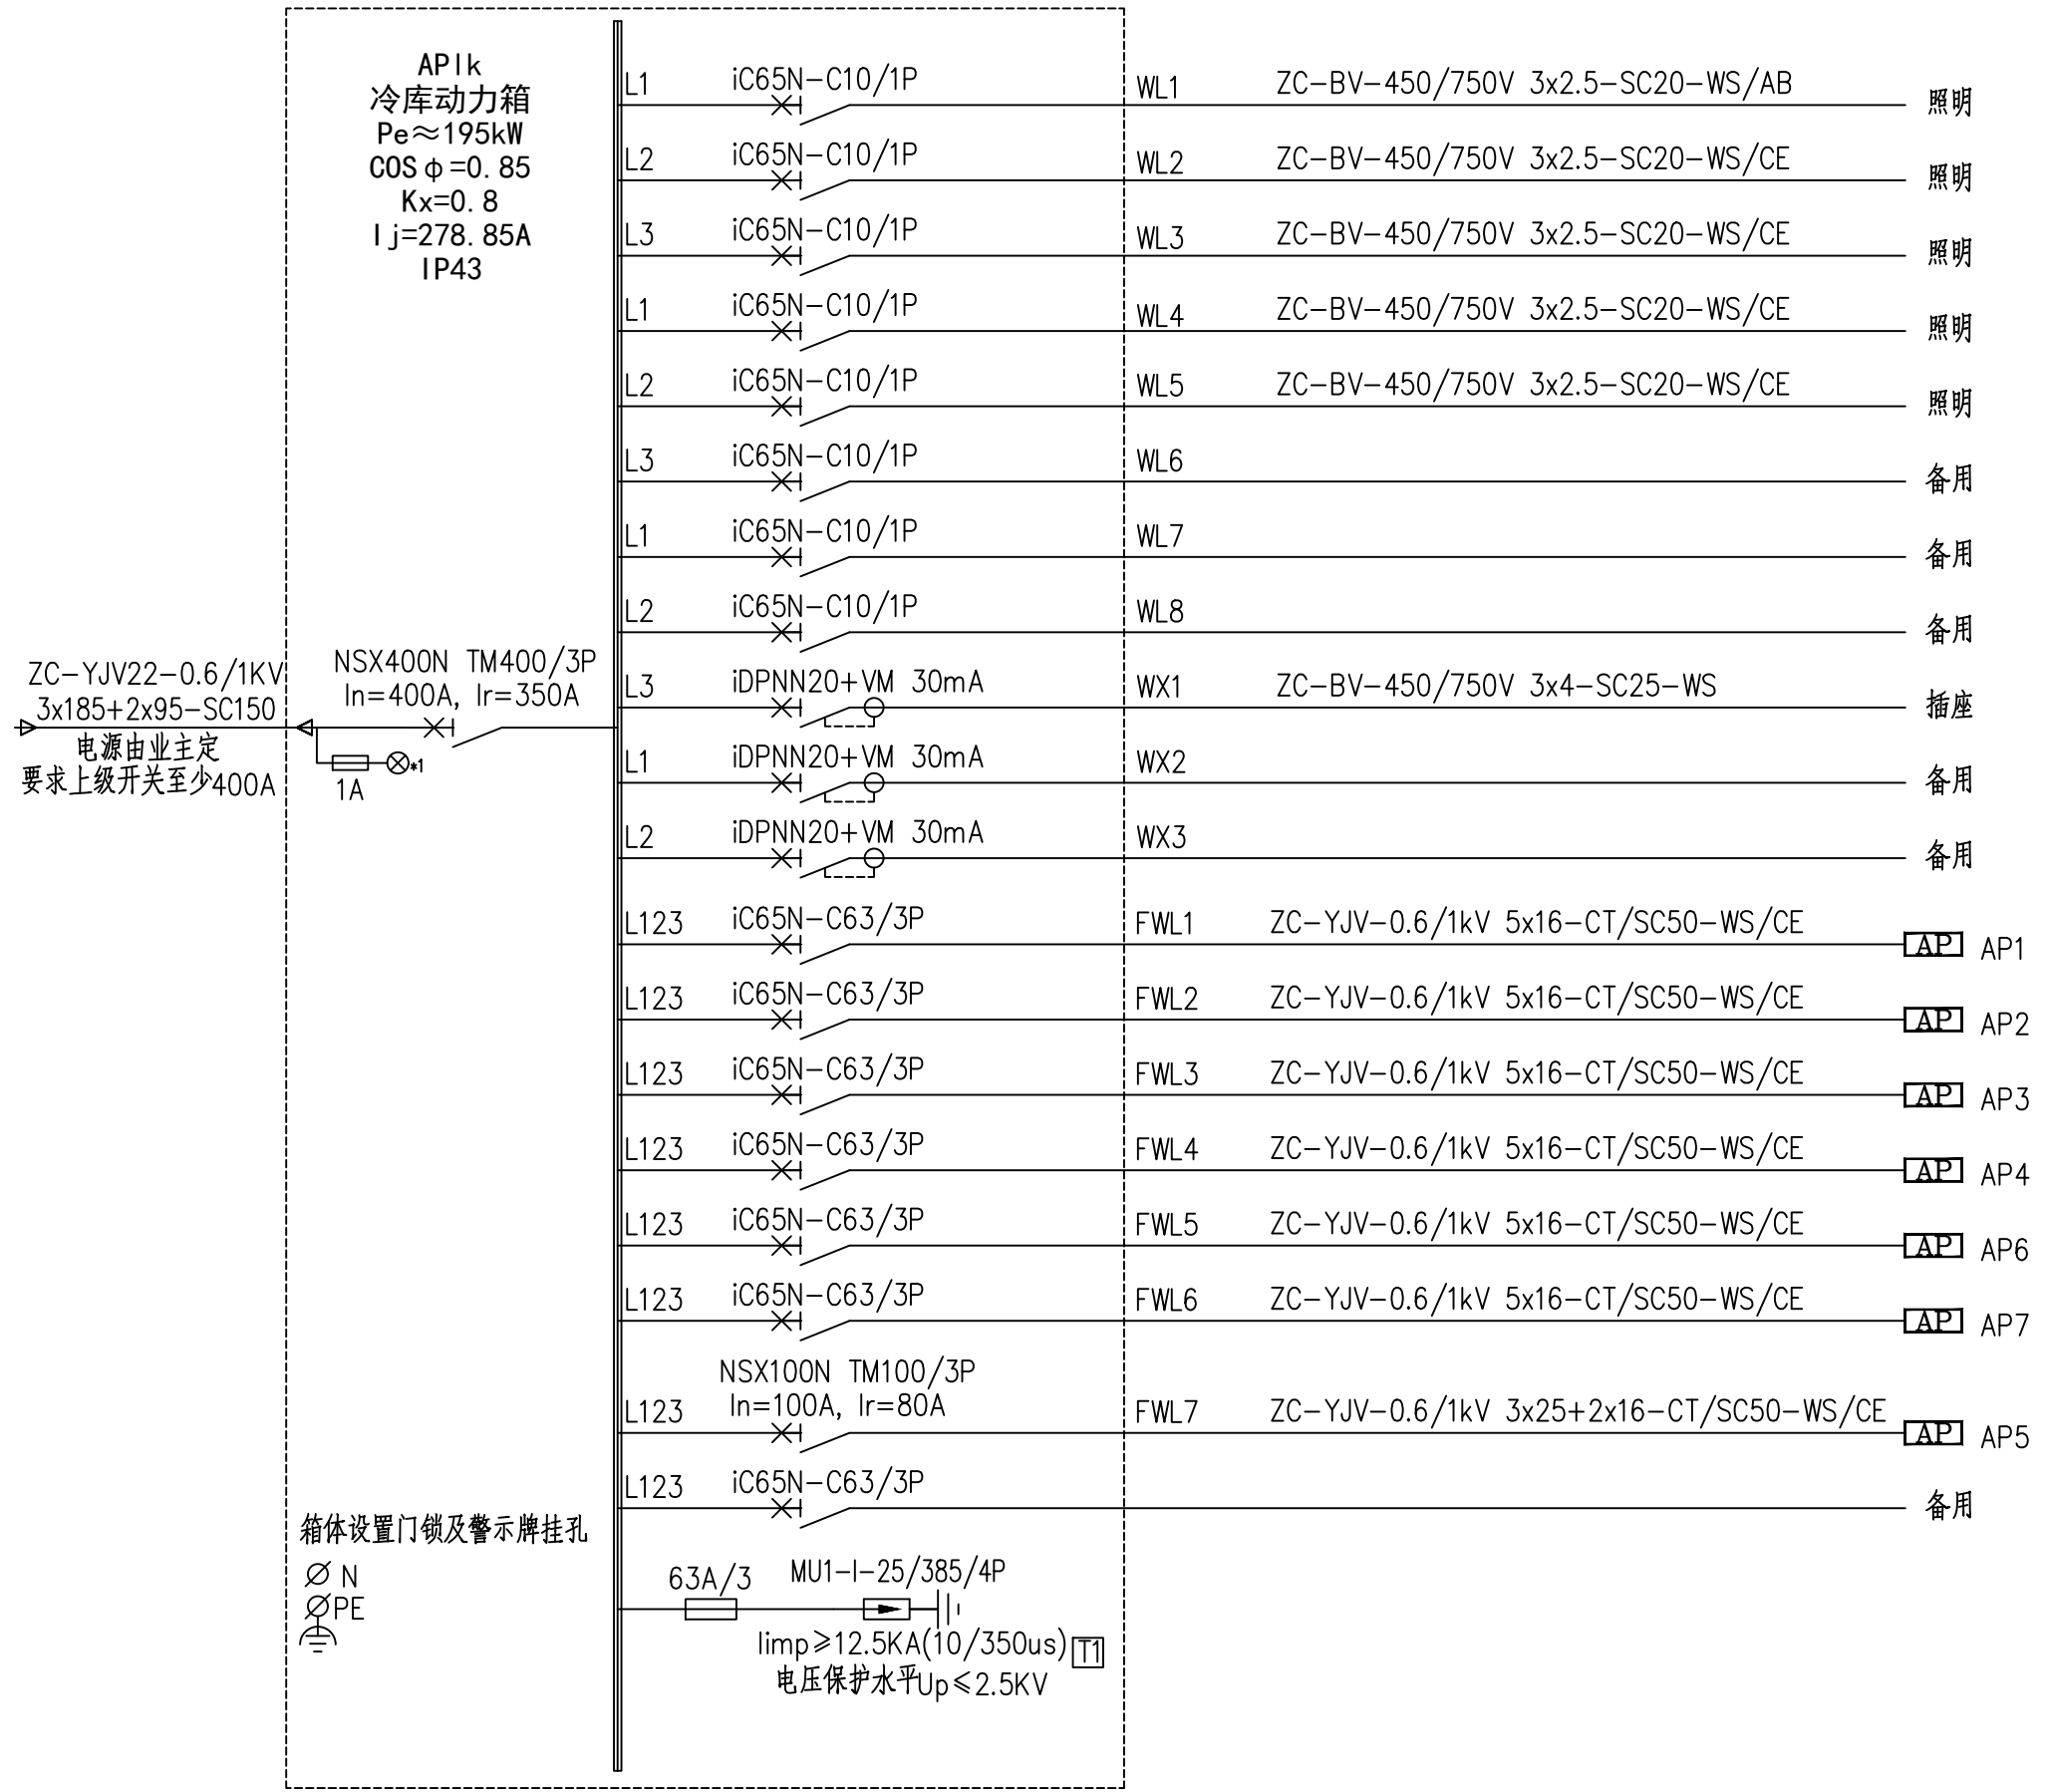 APlk
冷库动力箱
Pe≈195kW
COSφ=0.85
Kx=0.8
Ij=278.85A
IP43
ZC-YJV22-0.6/1KV
3x185+2x95-SC150
电源由业主定
要求上级开关至少400A
NSX400N TM400/3P
In=400A, Ir=350A
1A
*1
L1 iC65N-C10/1P WL1 ZC-BV-450/750V 3x2.5-SC20-WS/AB 照明
L2 iC65N-C10/1P WL2 ZC-BV-450/750V 3x2.5-SC20-WS/CE 照明
L3 iC65N-C10/1P WL3 ZC-BV-450/750V 3x2.5-SC20-WS/CE 照明
L1 iC65N-C10/1P WL4 ZC-BV-450/750V 3x2.5-SC20-WS/CE 照明
L2 iC65N-C10/1P WL5 ZC-BV-450/750V 3x2.5-SC20-WS/CE 照明
L3 iC65N-C10/1P WL6 备用
L1 iC65N-C10/1P WL7 备用
L2 iC65N-C10/1P WL8 备用
L3 iDPNN20+VM 30mA WX1 ZC-BV-450/750V 3x4-SC25-WS 插座
L1 iDPNN20+VM 30mA WX2 备用
L2 iDPNN20+VM 30mA WX3 备用
L123 iC65N-C63/3P FWL1 ZC-YJV-0.6/1kV 5x16-CT/SC50-WS/CE AP AP1
L123 iC65N-C63/3P FWL2 ZC-YJV-0.6/1kV 5x16-CT/SC50-WS/CE AP AP2
L123 iC65N-C63/3P FWL3 ZC-YJV-0.6/1kV 5x16-CT/SC50-WS/CE AP AP3
L123 iC65N-C63/3P FWL4 ZC-YJV-0.6/1kV 5x16-CT/SC50-WS/CE AP AP4
L123 iC65N-C63/3P FWL5 ZC-YJV-0.6/1kV 5x16-CT/SC50-WS/CE AP AP6
L123 iC65N-C63/3P FWL6 ZC-YJV-0.6/1kV 5x16-CT/SC50-WS/CE AP AP7
NSX100N TM100/3P
L123 In=100A, Ir=80A FWL7 ZC-YJV-0.6/1kV 3x25+2x16-CT/SC50-WS/CE AP AP5
L123 iC65N-C63/3P 备用
箱体设置门锁及警示牌挂孔
N
PE
63A/3 MU1-I-25/385/4P
Iimp≥12.5KA(10/350us) T1
电压保护水平Up≤2.5KV